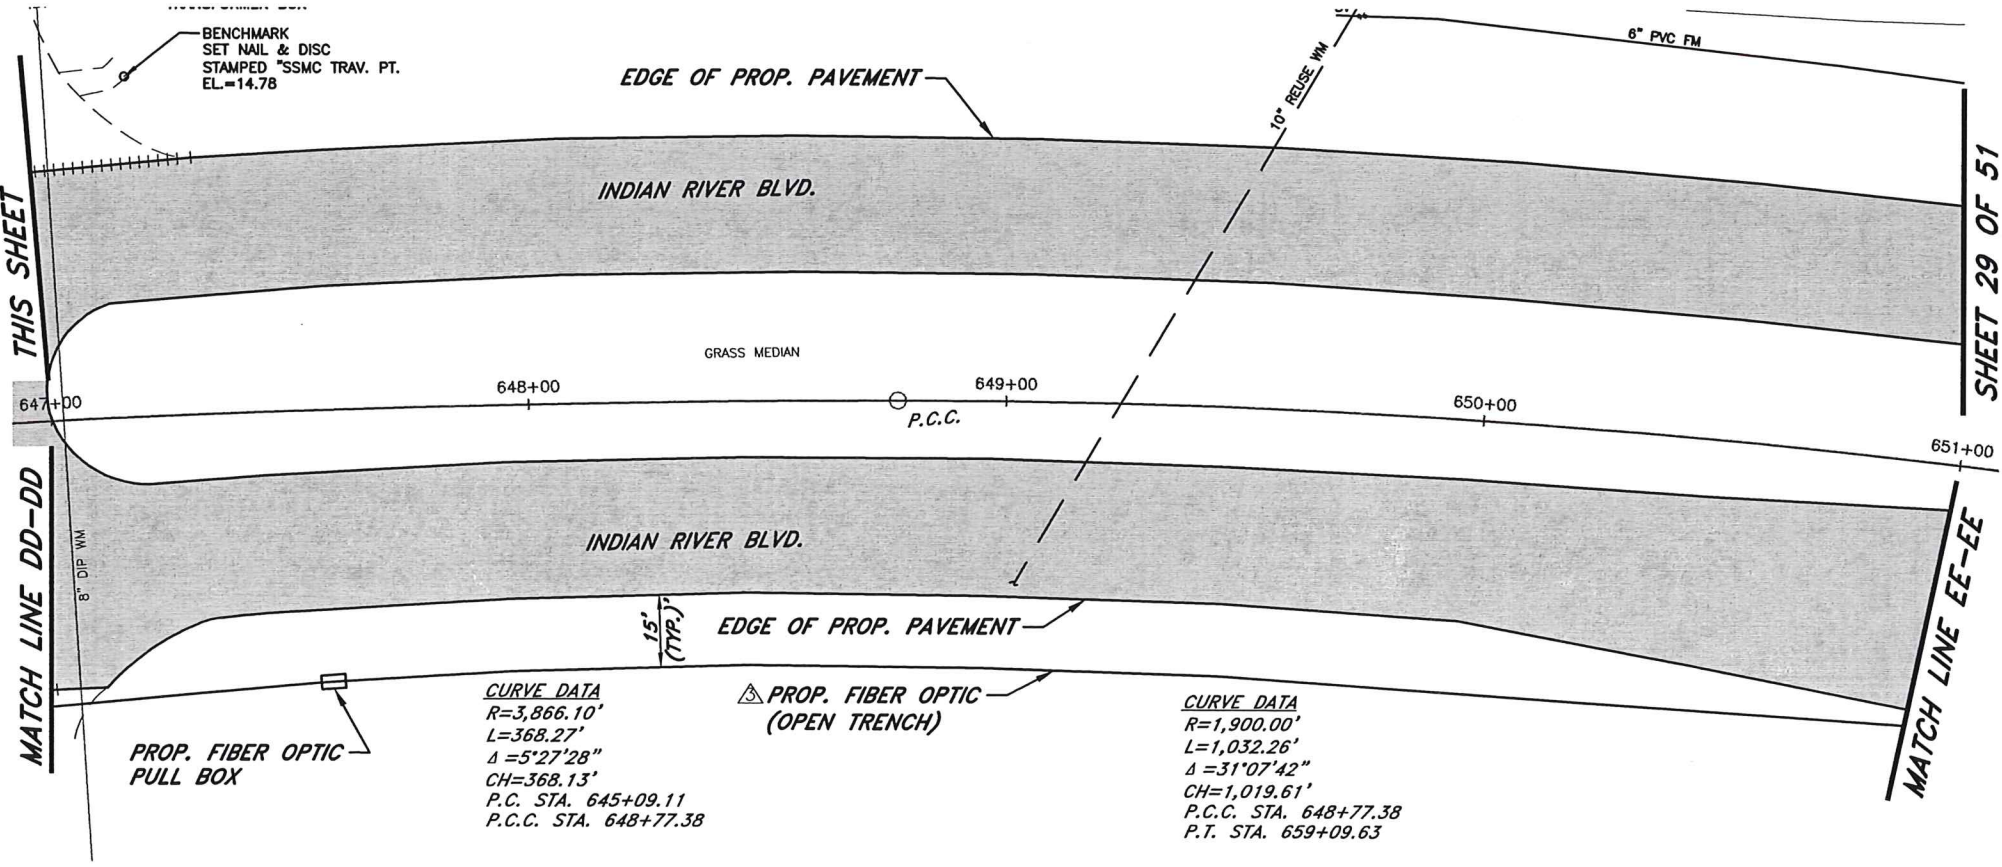 TRANSFORMER BOX
BENCHMARK
SET NAIL & DISC
STAMPED "SSMC TRAV. PT.
EL.=14.78
EDGE OF PROP. PAVEMENT
10" REUSE WM
6" PVC FM
THIS SHEET
INDIAN RIVER BLVD.
SHEET 29 OF 51
GRASS MEDIAN
647+00
648+00
649+00
650+00
651+00
P.C.C.
MATCH LINE DD-DD
8" DIP WM
INDIAN RIVER BLVD.
15'
(TYP.)
EDGE OF PROP. PAVEMENT
MATCH LINE EE-EE
PROP. FIBER OPTIC
PULL BOX
CURVE DATA
R=3,866.10'
L=368.27'
Δ =5°27'28"
CH=368.13'
P.C. STA. 645+09.11
P.C.C. STA. 648+77.38
3 PROP. FIBER OPTIC
(OPEN TRENCH)
CURVE DATA
R=1,900.00'
L=1,032.26'
Δ =31°07'42"
CH=1,019.61'
P.C.C. STA. 648+77.38
P.T. STA. 659+09.63